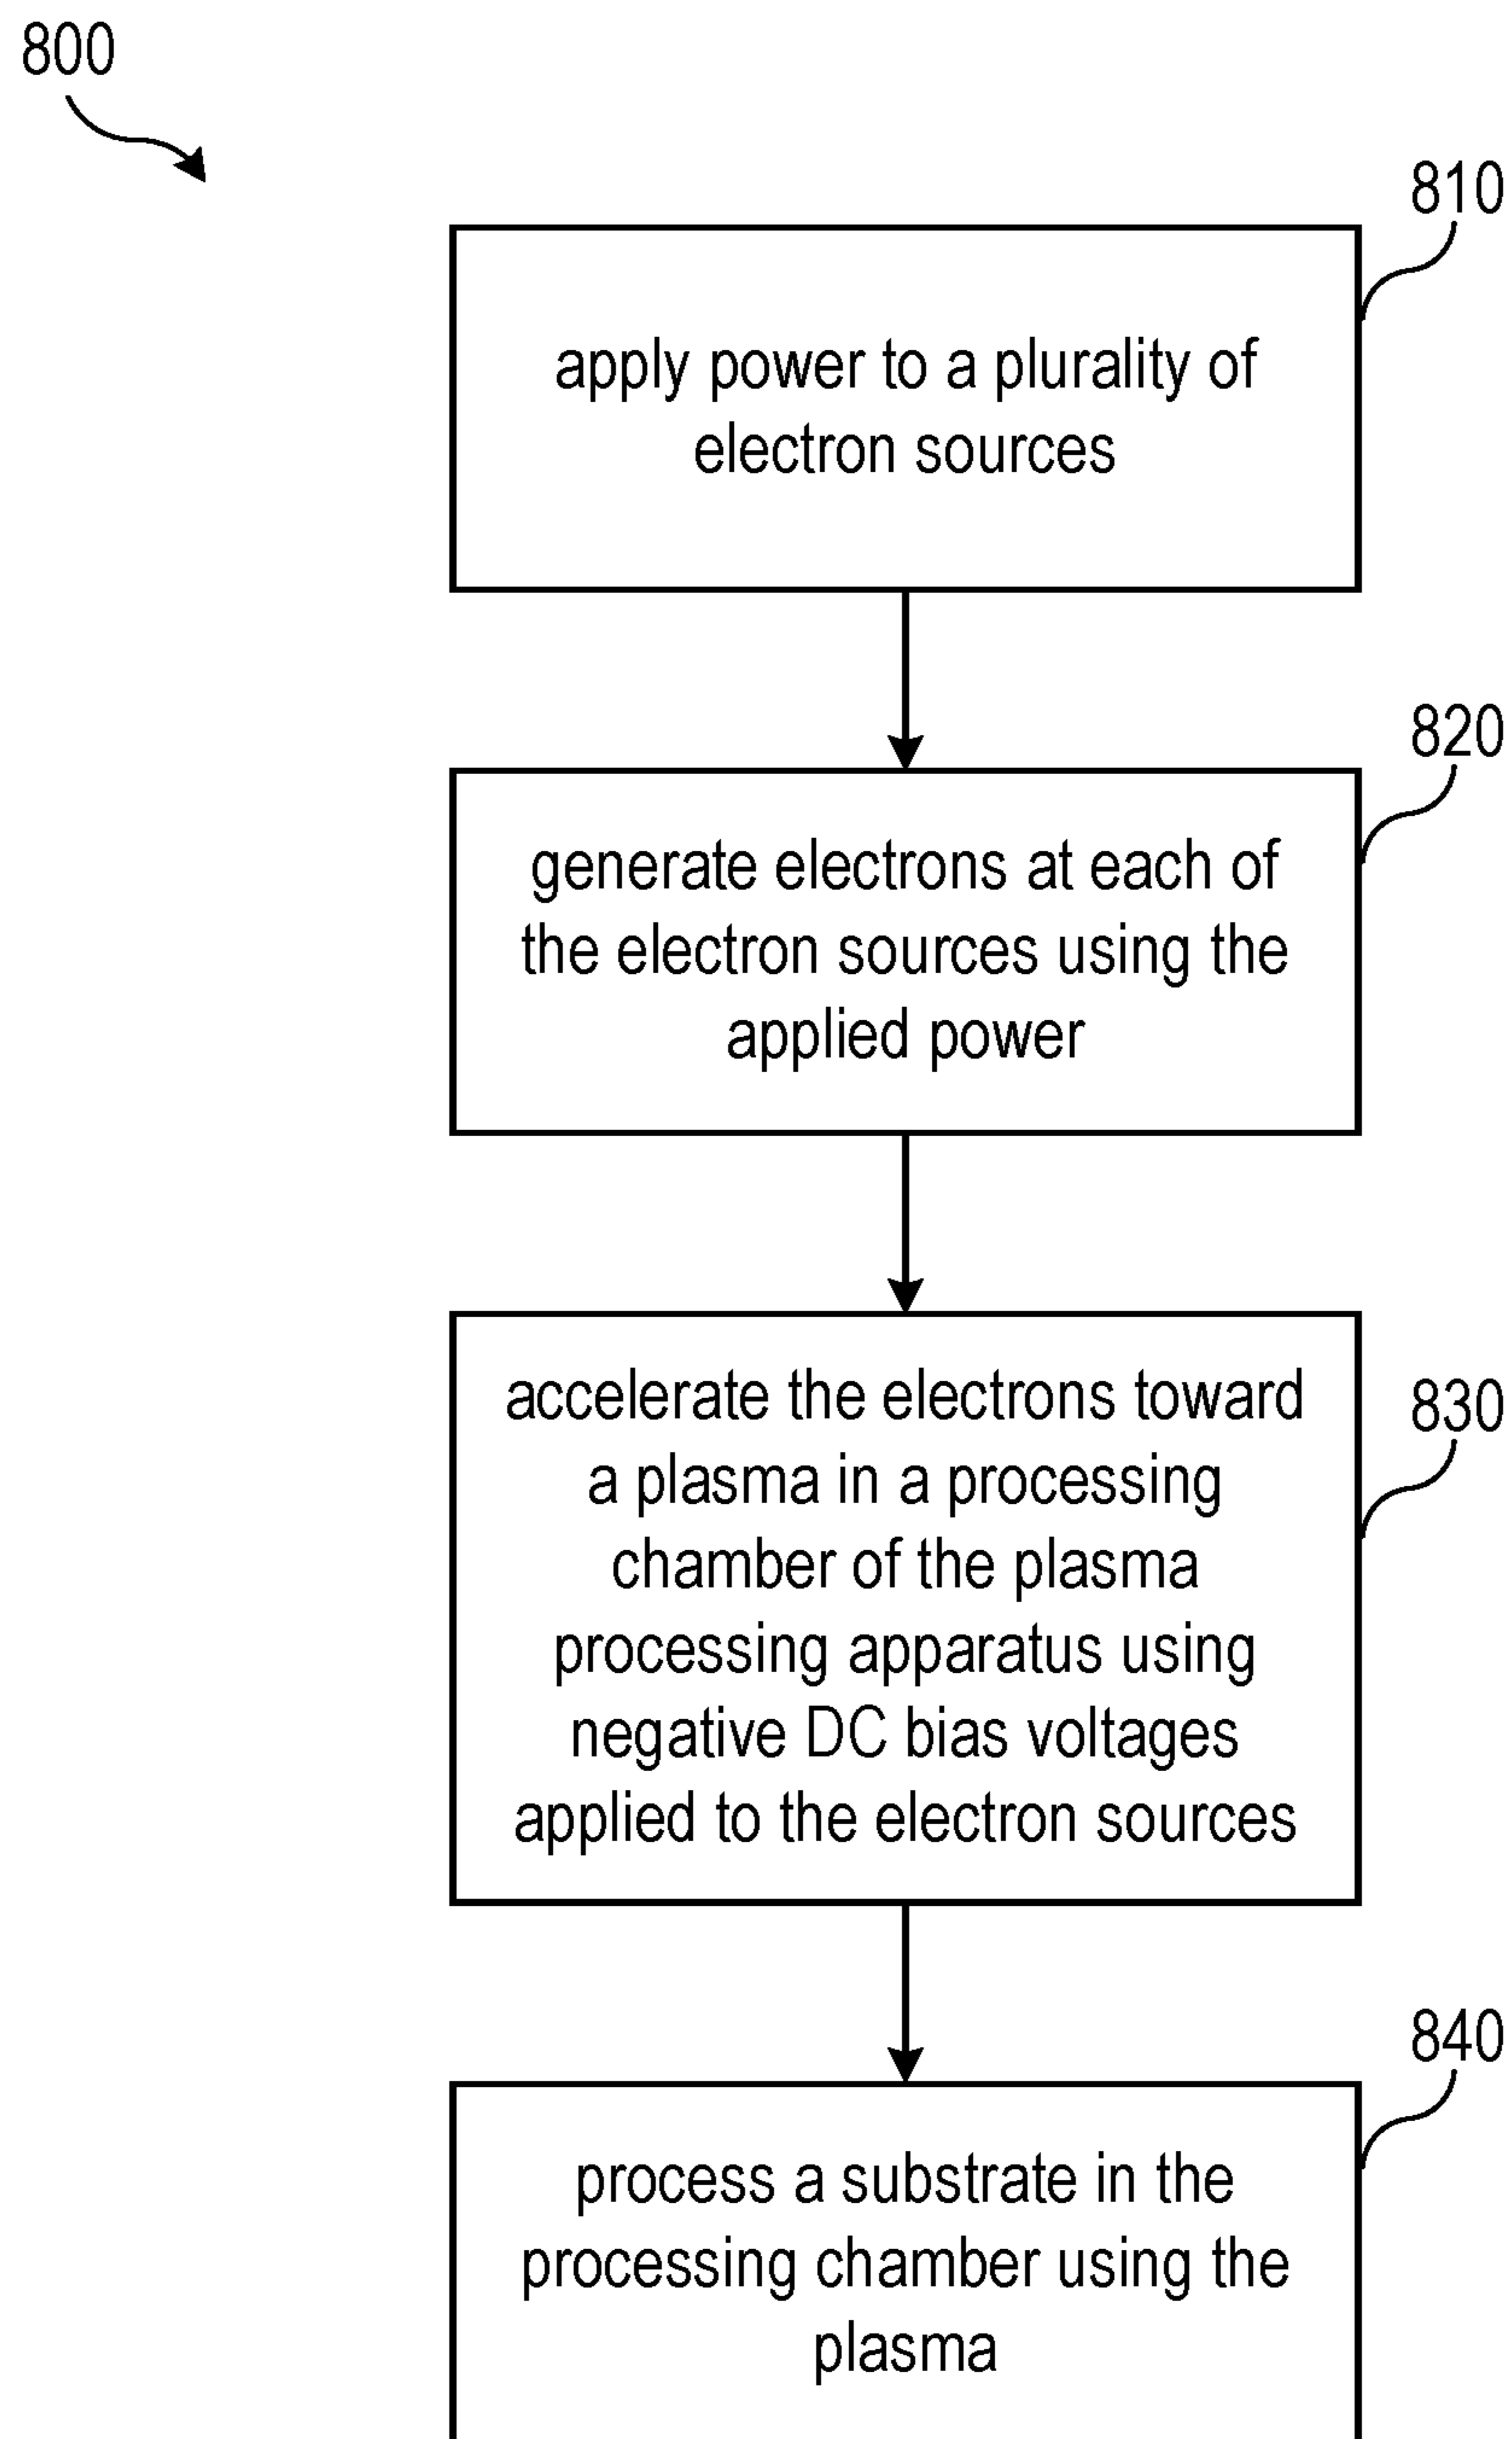 800
810
apply power to a plurality of
electron sources
820
generate electrons at each of
the electron sources using the
applied power
830
accelerate the electrons toward
a plasma in a processing
chamber of the plasma
processing apparatus using
negative DC bias voltages
applied to the electron sources
840
process a substrate in the
processing chamber using the
plasma